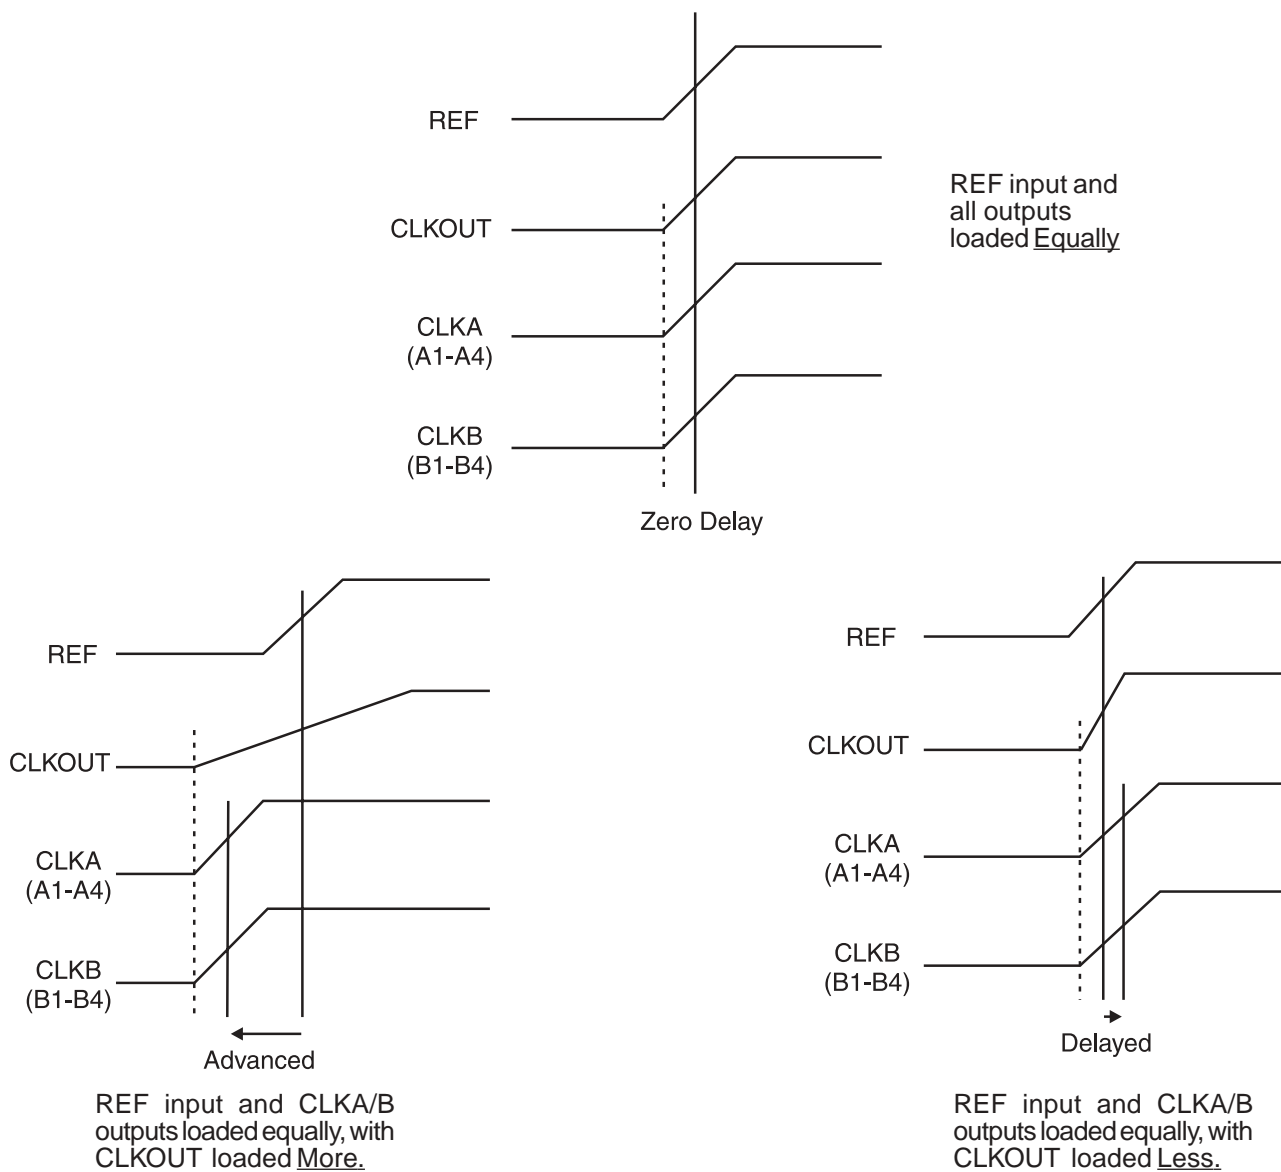 REF
CLKOUT
CLKA
(A1-A4)
CLKB
(B1-B4)
Zero Delay
REF input and
all outputs
loaded Equally
REF
CLKOUT
CLKA
(A1-A4)
CLKB
(B1-B4)
Advanced
REF input and CLKA/B
outputs loaded equally, with
CLKOUT loaded More.
REF
CLKOUT
CLKA
(A1-A4)
CLKB
(B1-B4)
Delayed
REF input and CLKA/B
outputs loaded equally, with
CLKOUT loaded Less.